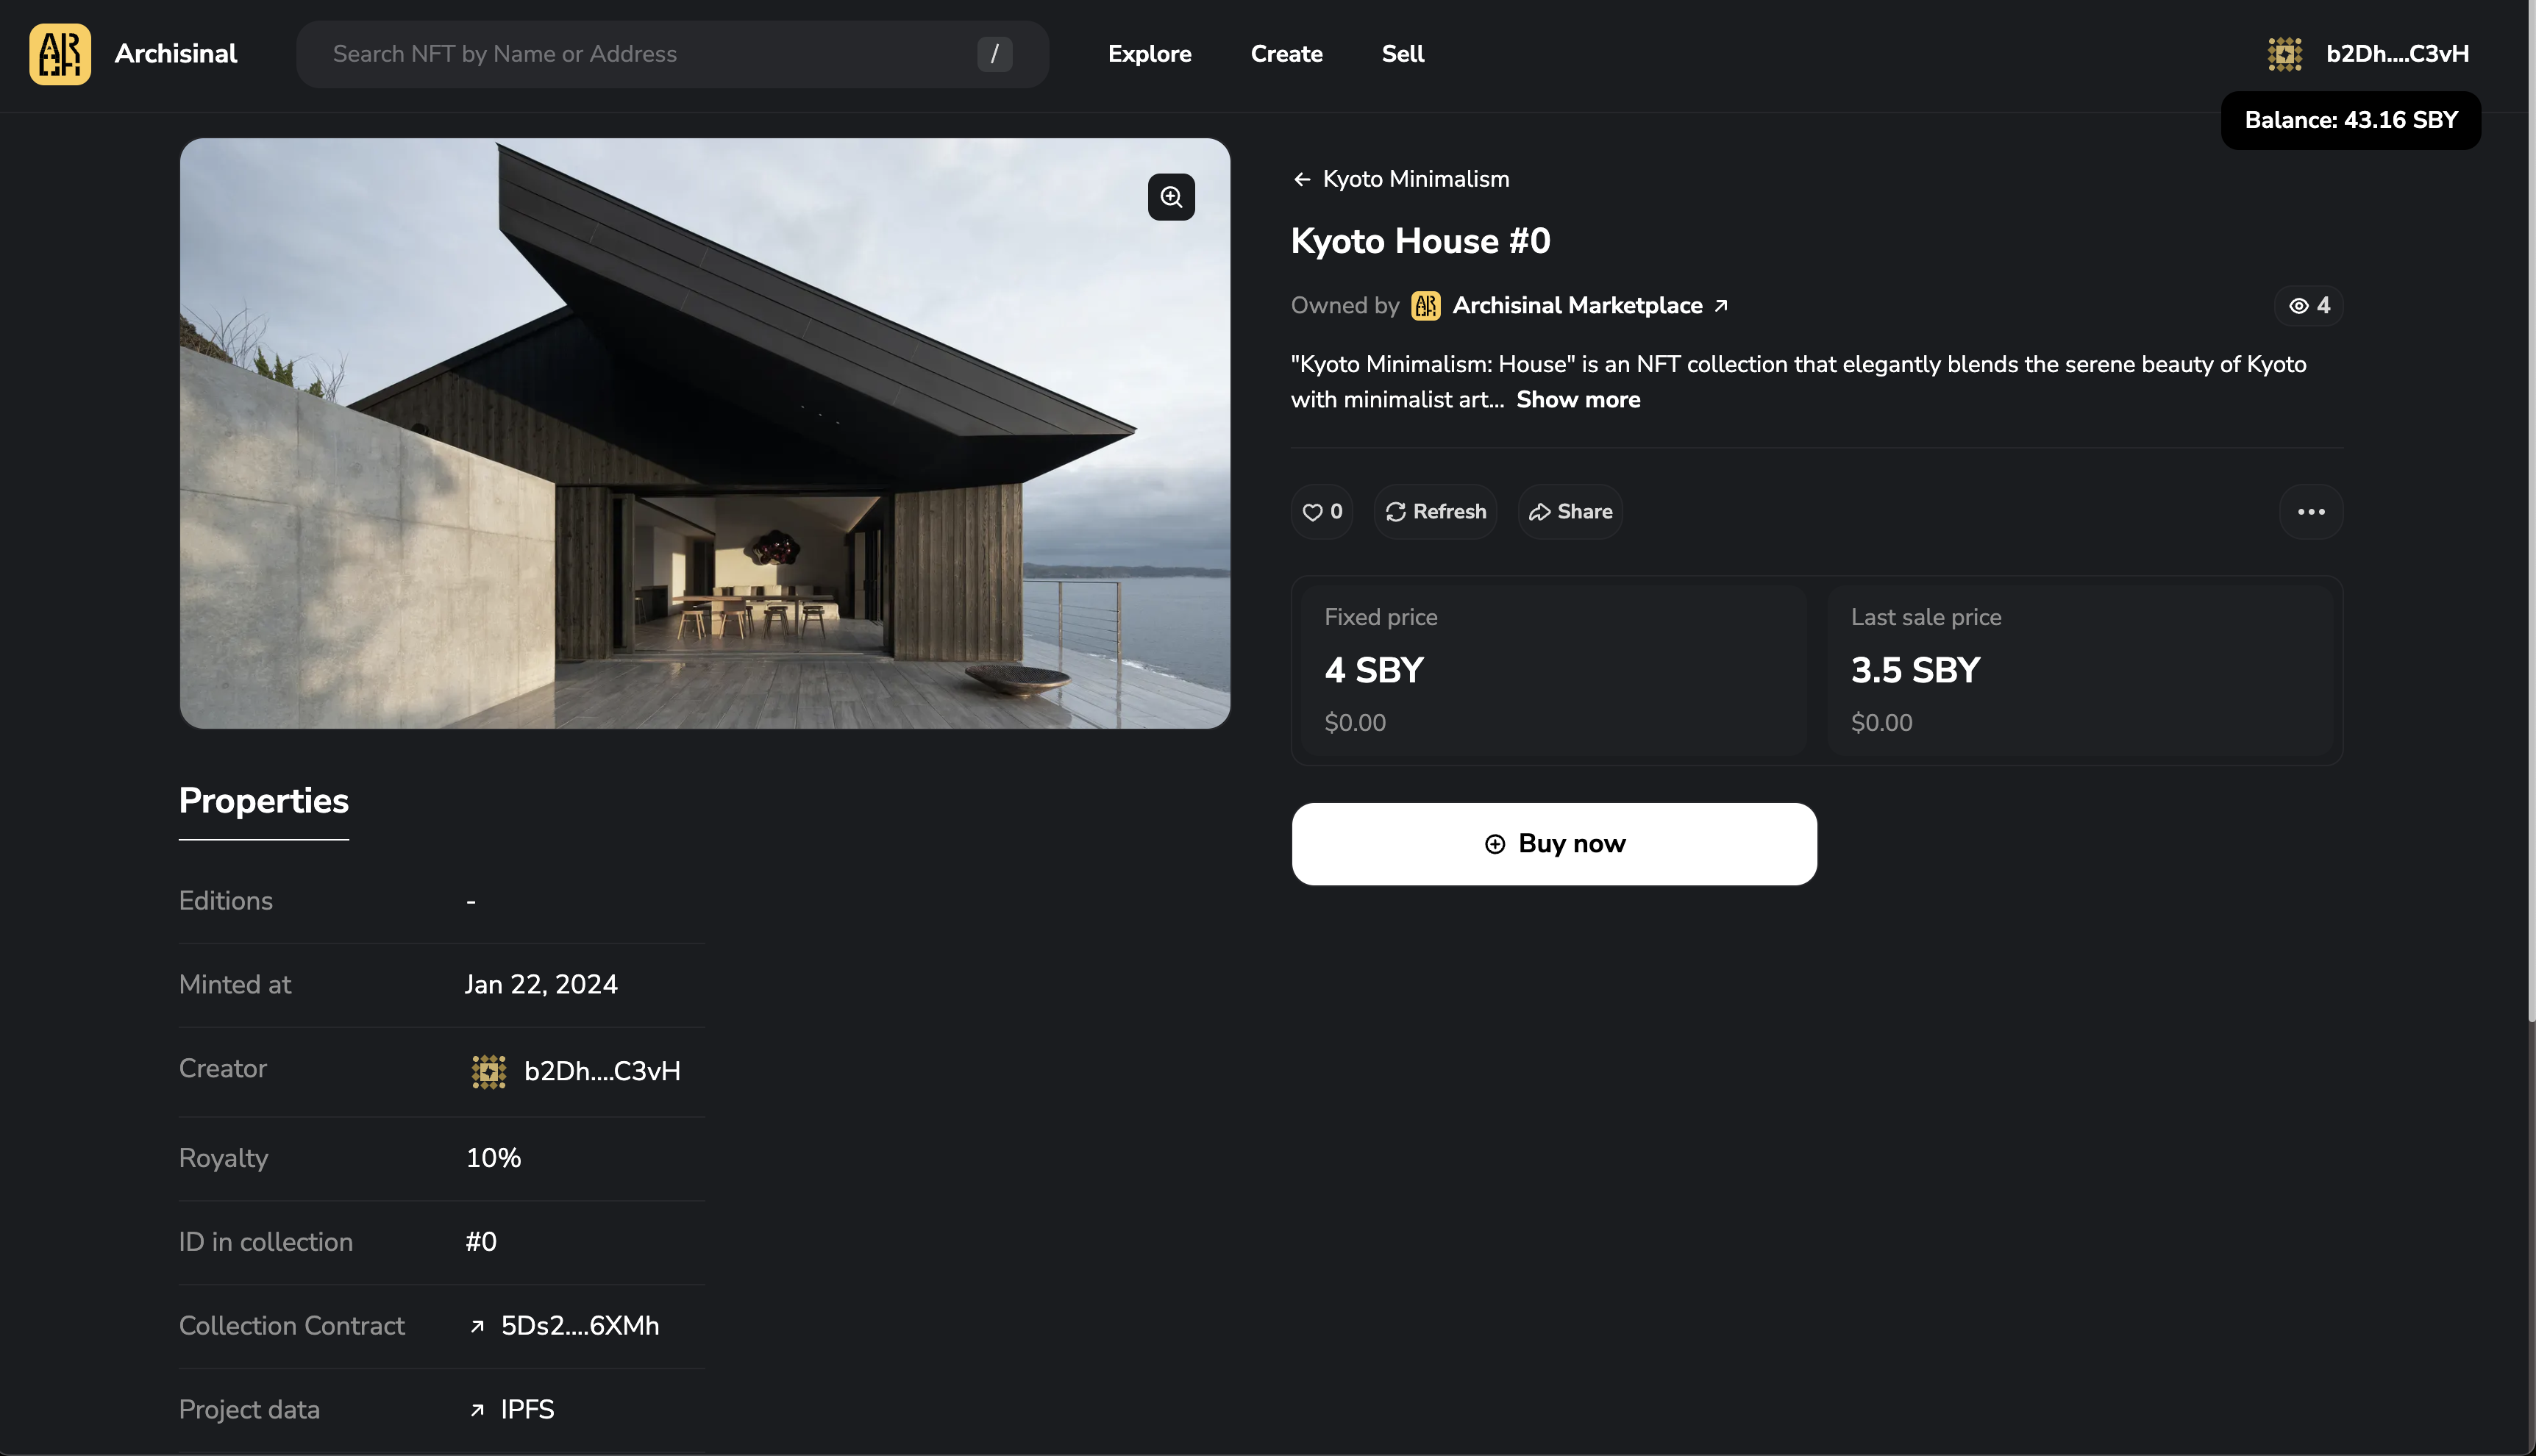 Archisinal
Search NFT by Name or Address
/
Explore
Create
Sell
b2Dh....C3vH
Balance: 43.16 SBY
Kyoto Minimalism
Kyoto House #0
Owned by Archisinal Marketplace
4
"Kyoto Minimalism: House" is an NFT collection that elegantly blends the serene beauty of Kyoto
with minimalist art... Show more
0
Refresh
Share
Fixed price
4 SBY
$0.00
Last sale price
3.5 SBY
$0.00
Buy now
Properties
Editions -
Minted at Jan 22, 2024
Creator b2Dh....C3vH
Royalty 10%
ID in collection #0
Collection Contract 5Ds2....6XMh
Project data IPFS